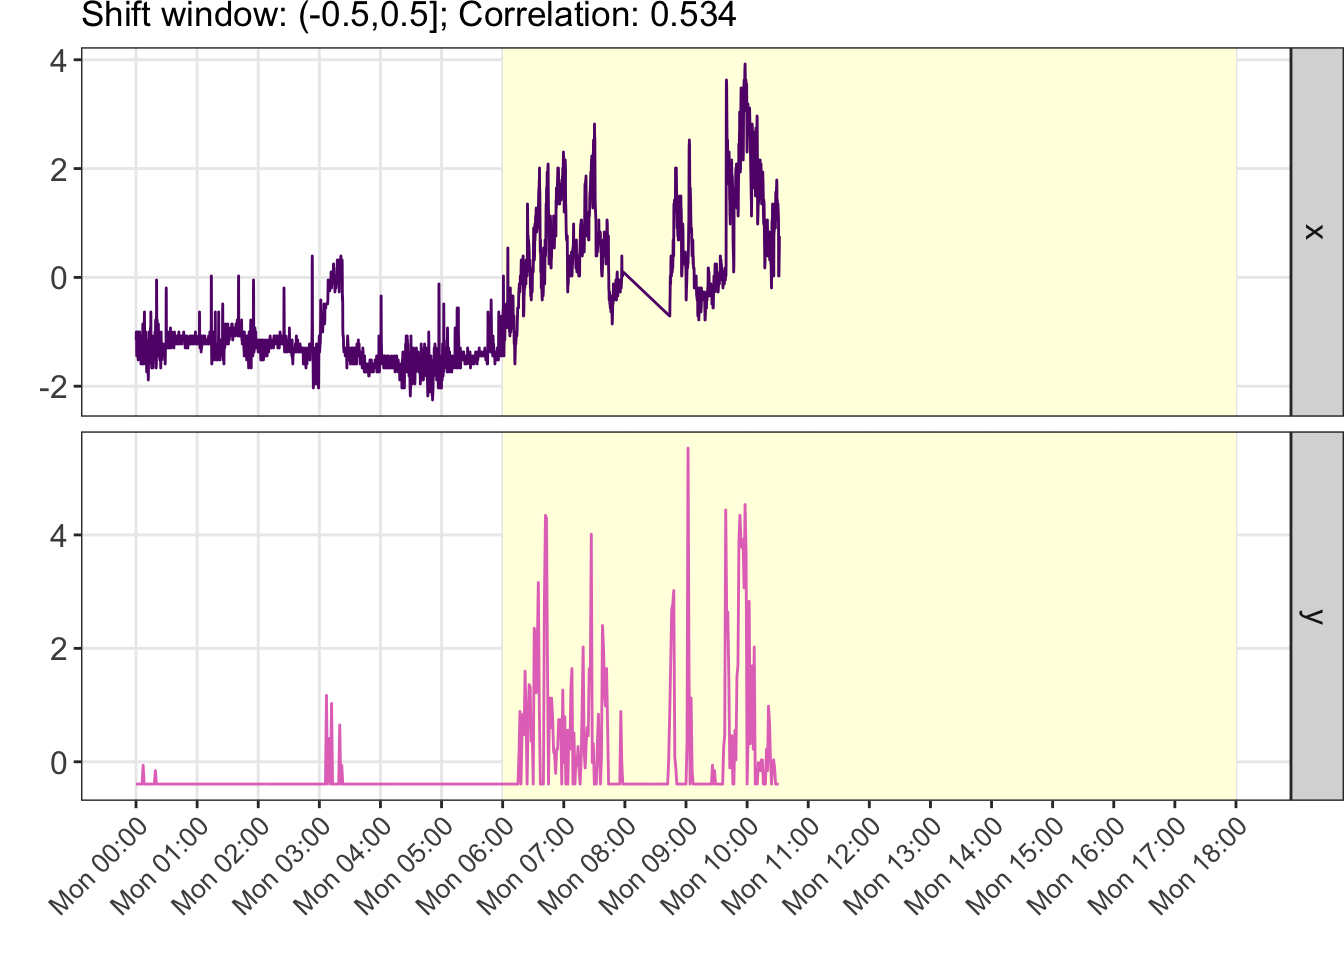 Shift window: (-0.5,0.5]; Correlation: 0.534
4
2
0
-2
x
4
2
0
y
Mon 00:00
Mon 01:00
Mon 02:00
Mon 03:00
Mon 04:00
Mon 05:00
Mon 06:00
Mon 07:00
Mon 08:00
Mon 09:00
Mon 10:00
Mon 11:00
Mon 12:00
Mon 13:00
Mon 14:00
Mon 15:00
Mon 16:00
Mon 17:00
Mon 18:00